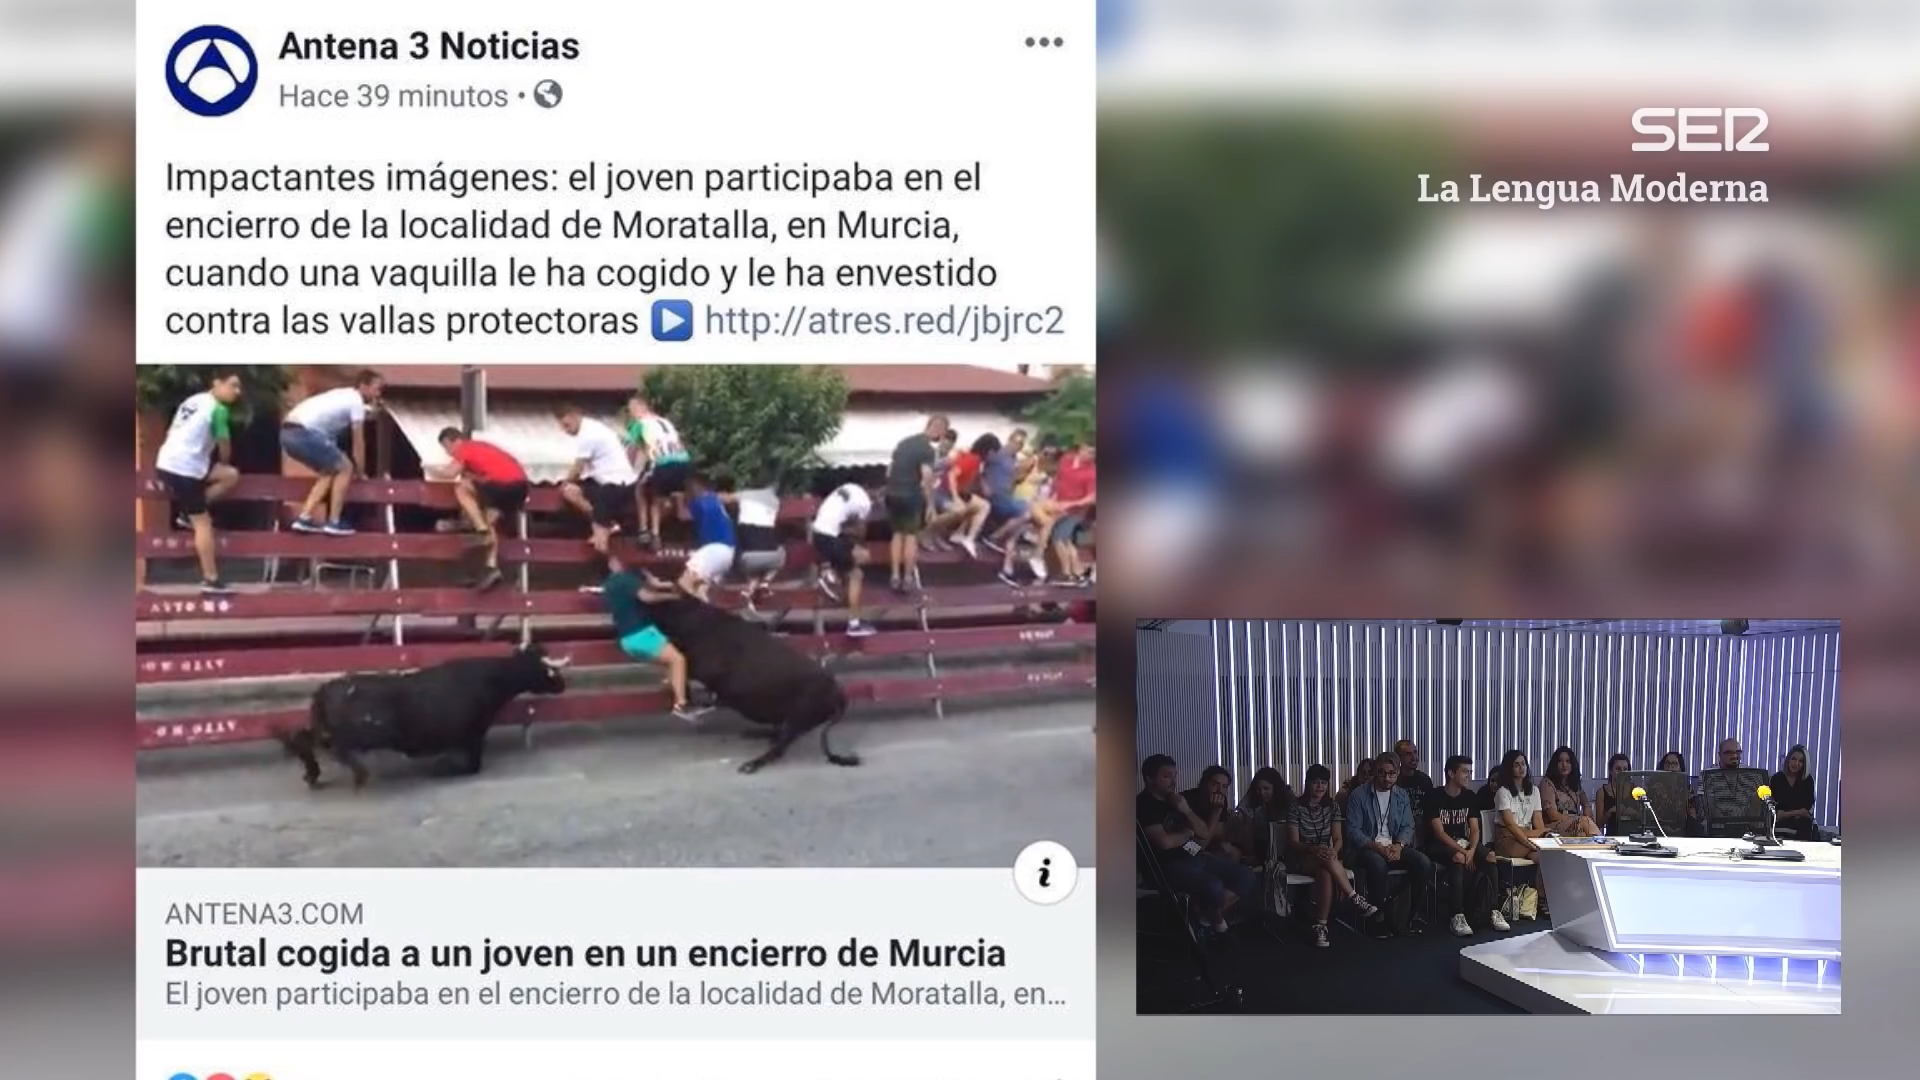 Antena 3 Noticias
Hace 39 minutos •
Impactantes imágenes: el joven participaba en el
encierro de la localidad de Moratalla, en Murcia,
cuando una vaquilla le ha cogido y le ha envestido
contra las vallas protectoras ▶ http://atres.red/jbjrc2
i
ANTENA3.COM
Brutal cogida a un joven en un encierro de Murcia
El joven participaba en el encierro de la localidad de Moratalla, en...
SER
La Lengua Moderna
NEW YORK